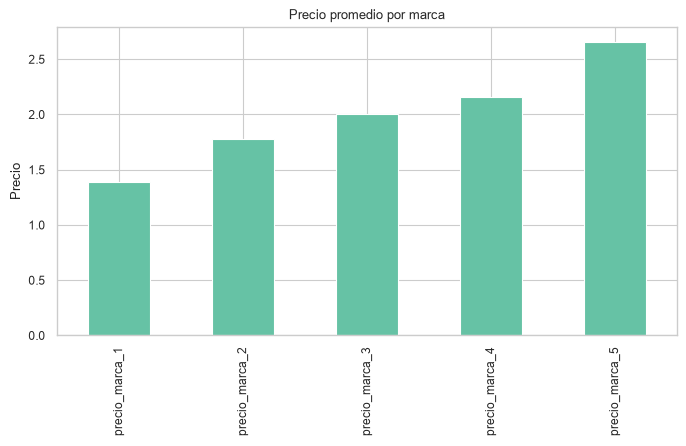 Precio promedio por marca
Precio
2.5
2.0
1.5
1.0
0.5
0.0
precio_marca_1
precio_marca_2
precio_marca_3
precio_marca_4
precio_marca_5